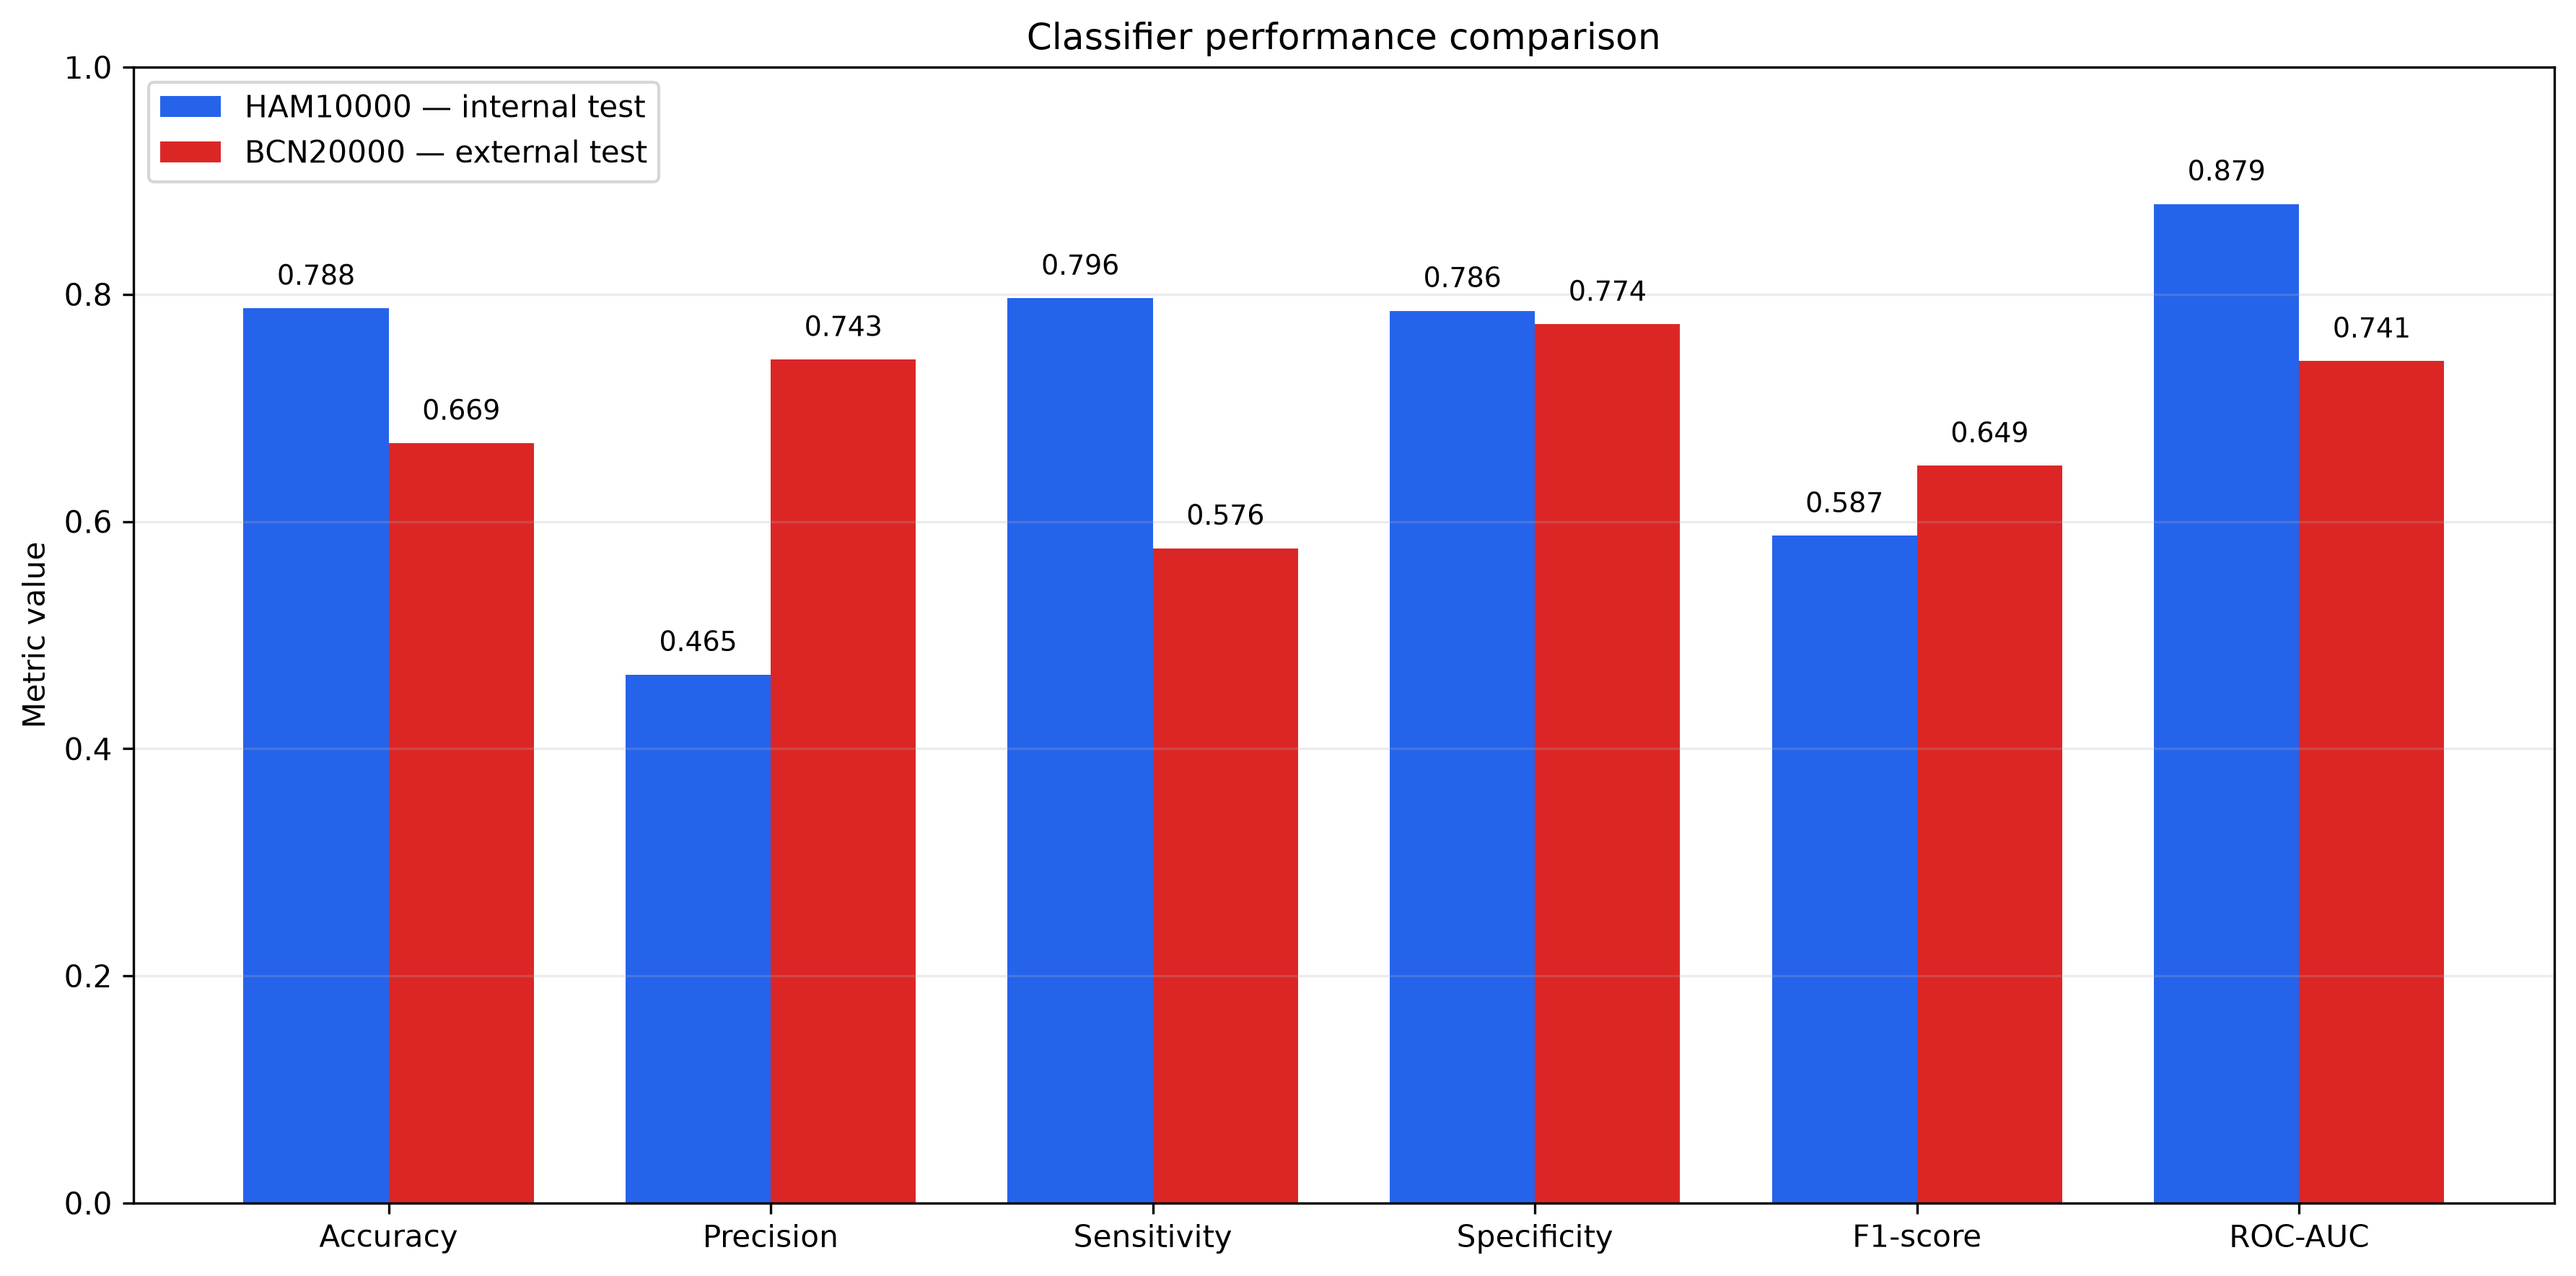 Classifier performance comparison
HAM10000 — internal test
BCN20000 — external test
Metric value
1.0
0.8
0.6
0.4
0.2
0.0
0.788
0.669
0.465
0.743
0.796
0.576
0.786
0.774
0.587
0.649
0.879
0.741
Accuracy
Precision
Sensitivity
Specificity
F1-score
ROC-AUC